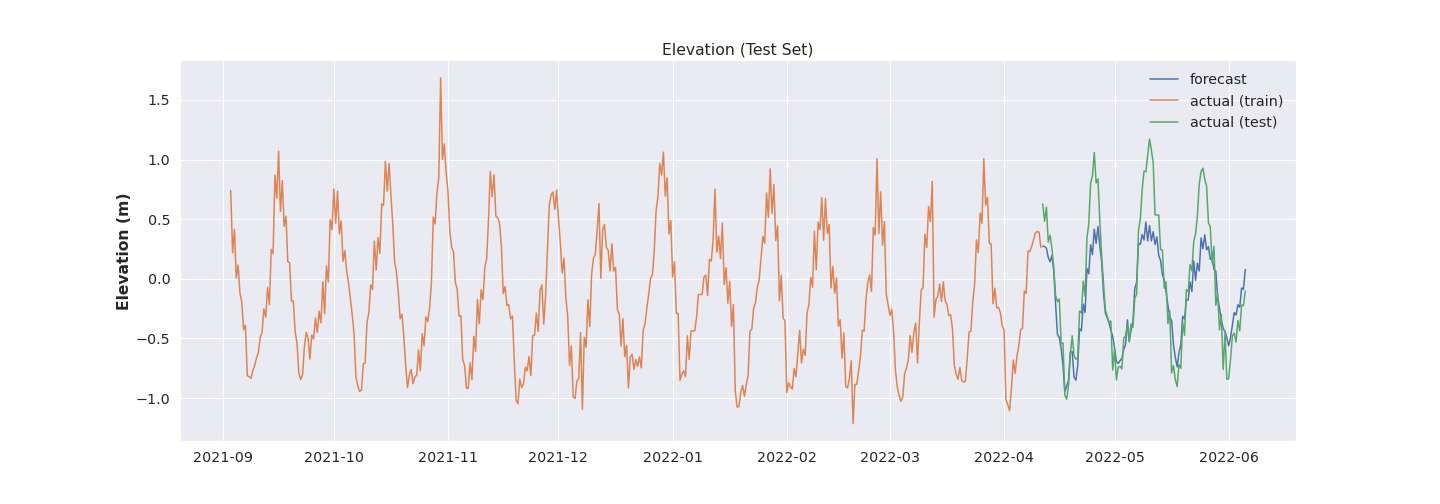 Elevation (Test Set)
Elevation (m)
1.5
1.0
0.5
0.0
−0.5
−1.0
forecast
actual (train)
actual (test)
2021-09 2021-10 2021-11 2021-12 2022-01 2022-02 2022-03 2022-04 2022-05 2022-06